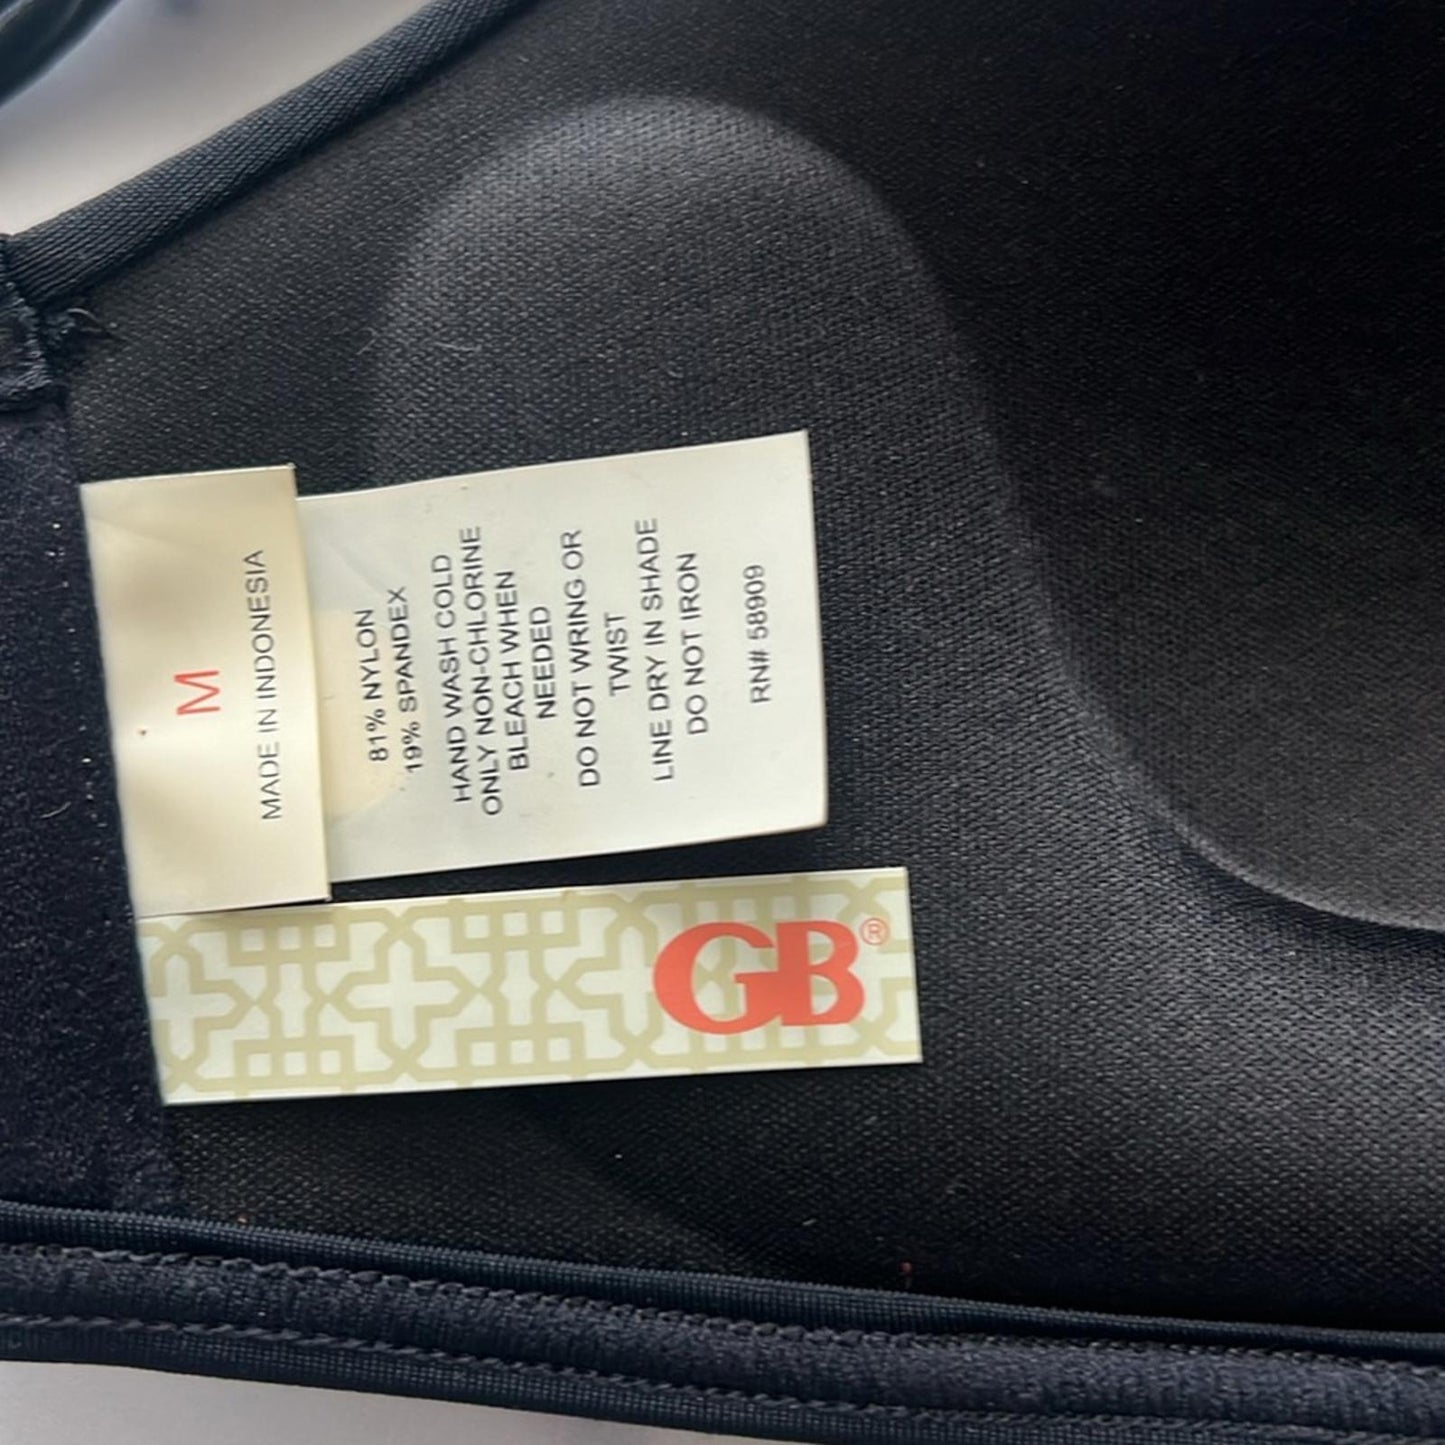 M
MADE IN INDONESIA
81% NYLON
19% SPANDEX
HAND WASH COLD
ONLY NON-CHLORINE
BLEACH WHEN
NEEDED
DO NOT WRING OR
TWIST
LINE DRY IN SHADE
DO NOT IRON
RN# 58909
GB®